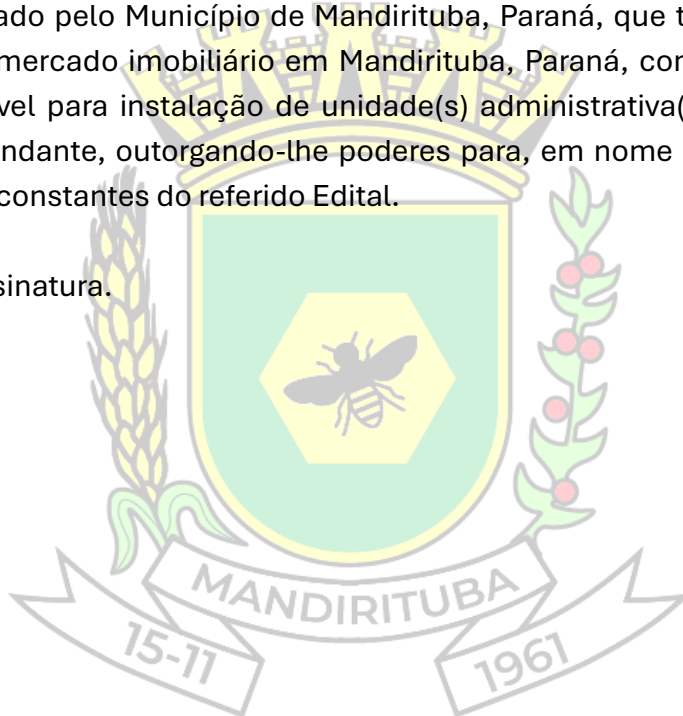 ado pelo Município de Mandirituba, Paraná, que t
mercado imobiliário em Mandirituba, Paraná, con
vel para instalação de unidade(s) administrativa(
ndante, outorgando-lhe poderes para, em nome
constantes do referido Edital.
sinatura.
MANDIRITUBA
15-11
1961